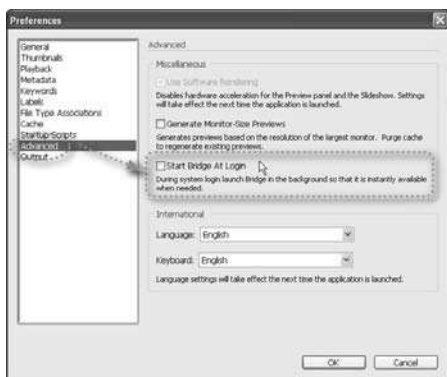 Preferences
General
Thumbnails
Playback
Metadata
Keywords
Labels
File Type Associations
Cache
Startup Scripts
Advanced
Output
Advanced
Miscellaneous
Use Software Rendering
Disables hardware acceleration for the Preview panel and the Slideshow. Settings
will take effect the next time the application is launched.
Generate Monitor-Size Previews
Generates previews based on the resolution of the largest monitor. Purge cache
to regenerate existing previews.
Start Bridge At Login
During system login launch Bridge in the background so that it is instantly available
when needed.
International
Language: English
Keyboard: English
Language settings will take effect the next time the application is launched.
OK Cancel